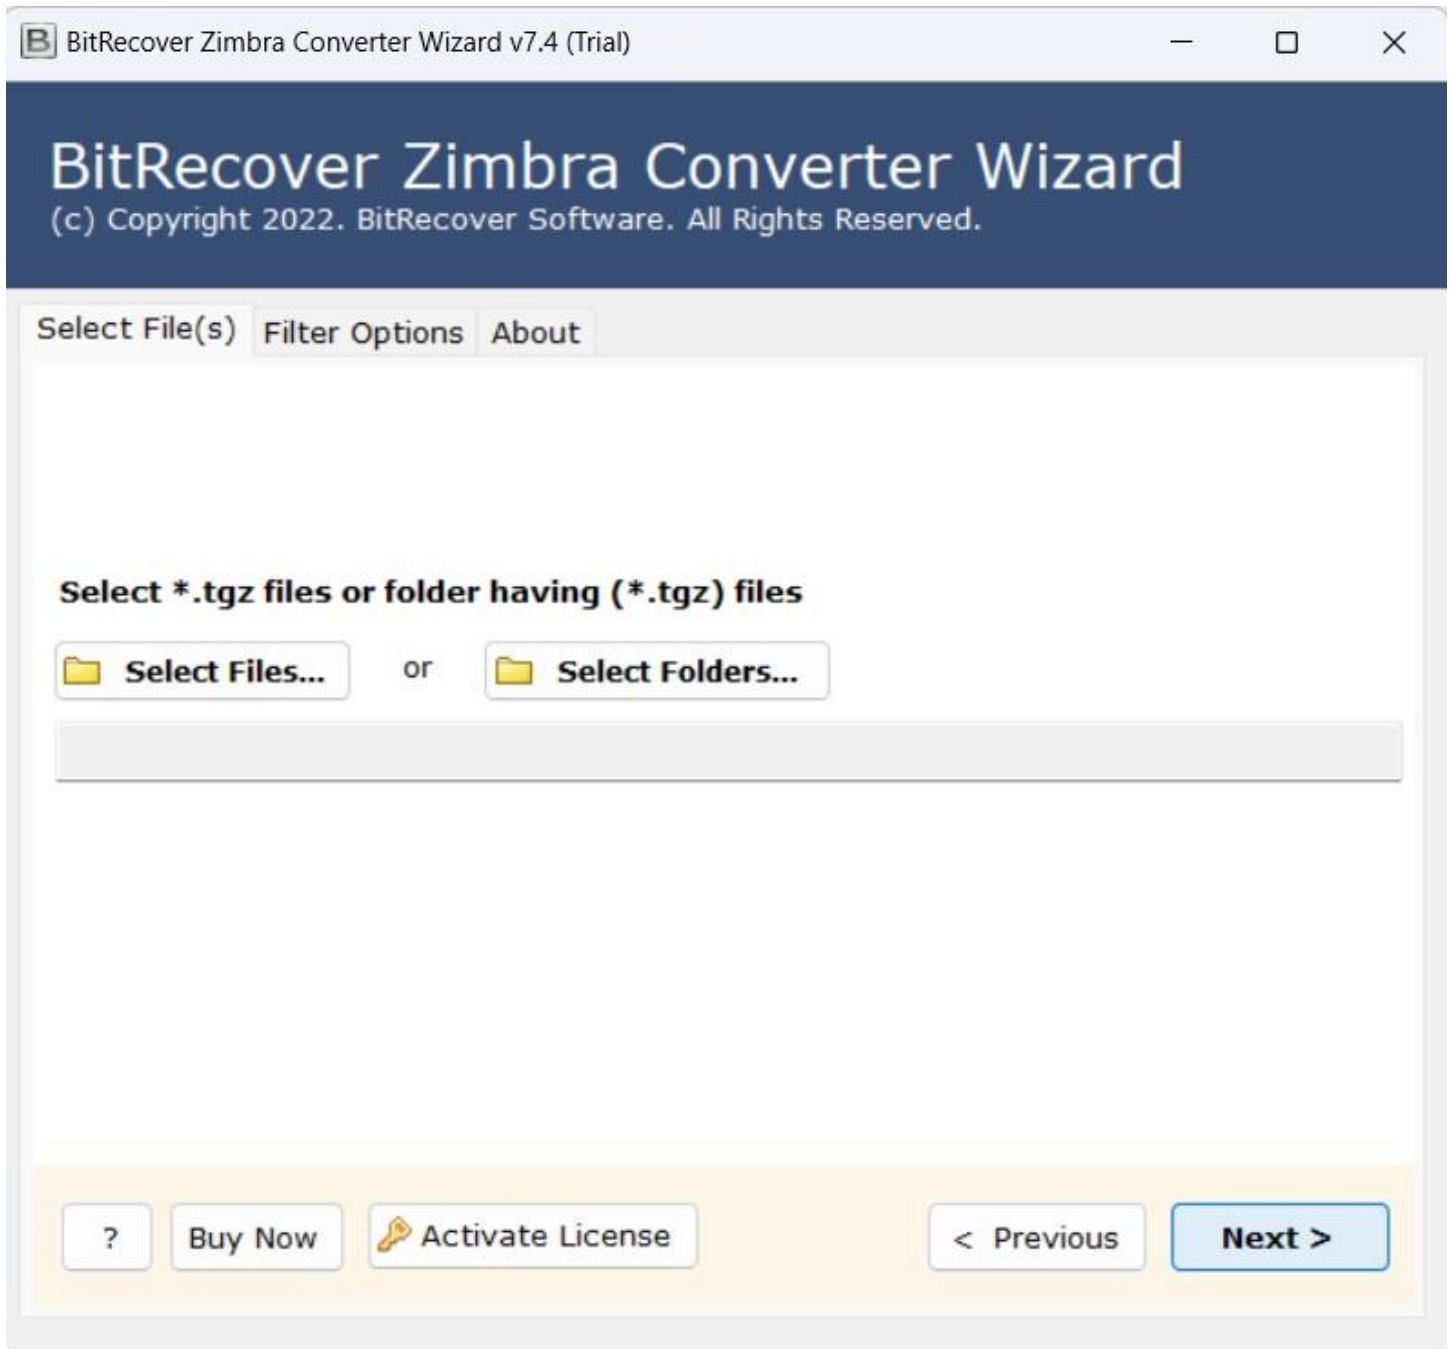 BitRecover Zimbra Converter Wizard v7.4 (Trial)
BitRecover Zimbra Converter Wizard
(c) Copyright 2022. BitRecover Software. All Rights Reserved.
Select File(s) Filter Options About
Select *.tgz files or folder having (*.tgz) files
Select Files... or Select Folders...
? Buy Now Activate License < Previous Next >